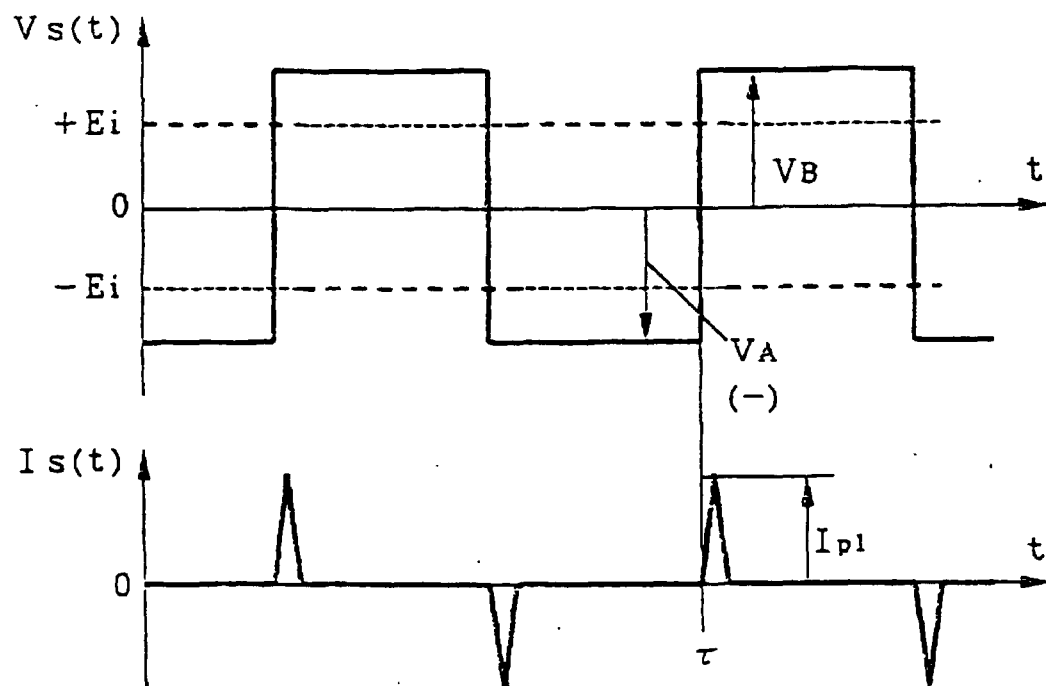 Vs(t)
+Ei
VB
t
0
-Ei
VA
(-)
Is(t)
Ip1
t
0
τ